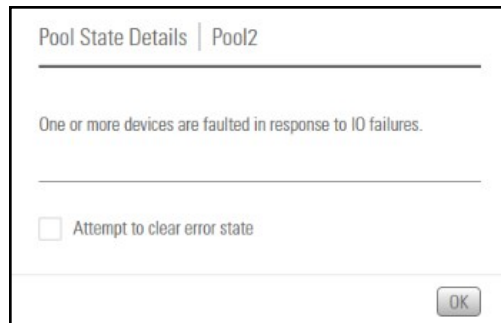 Pool State Details | Pool2
One or more devices are faulted in response to IO failures.
Attempt to clear error state
OK